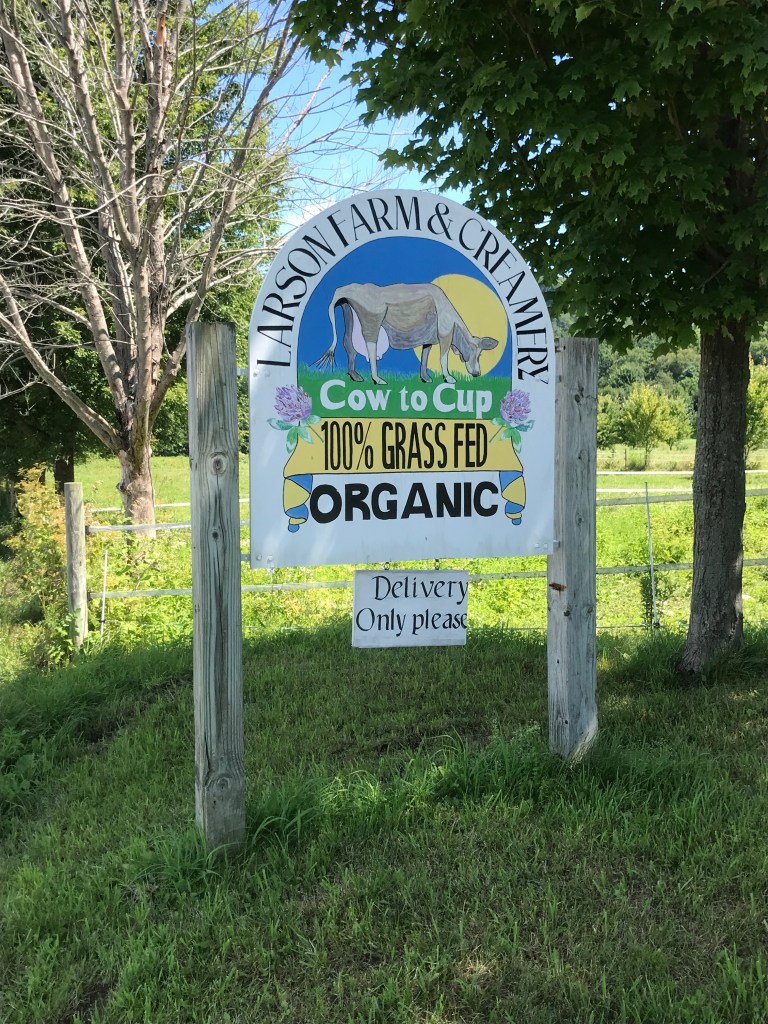 LARSON FARM & CREAMERY
Cow to Cup
100% GRASS FED
ORGANIC
Delivery
Only please